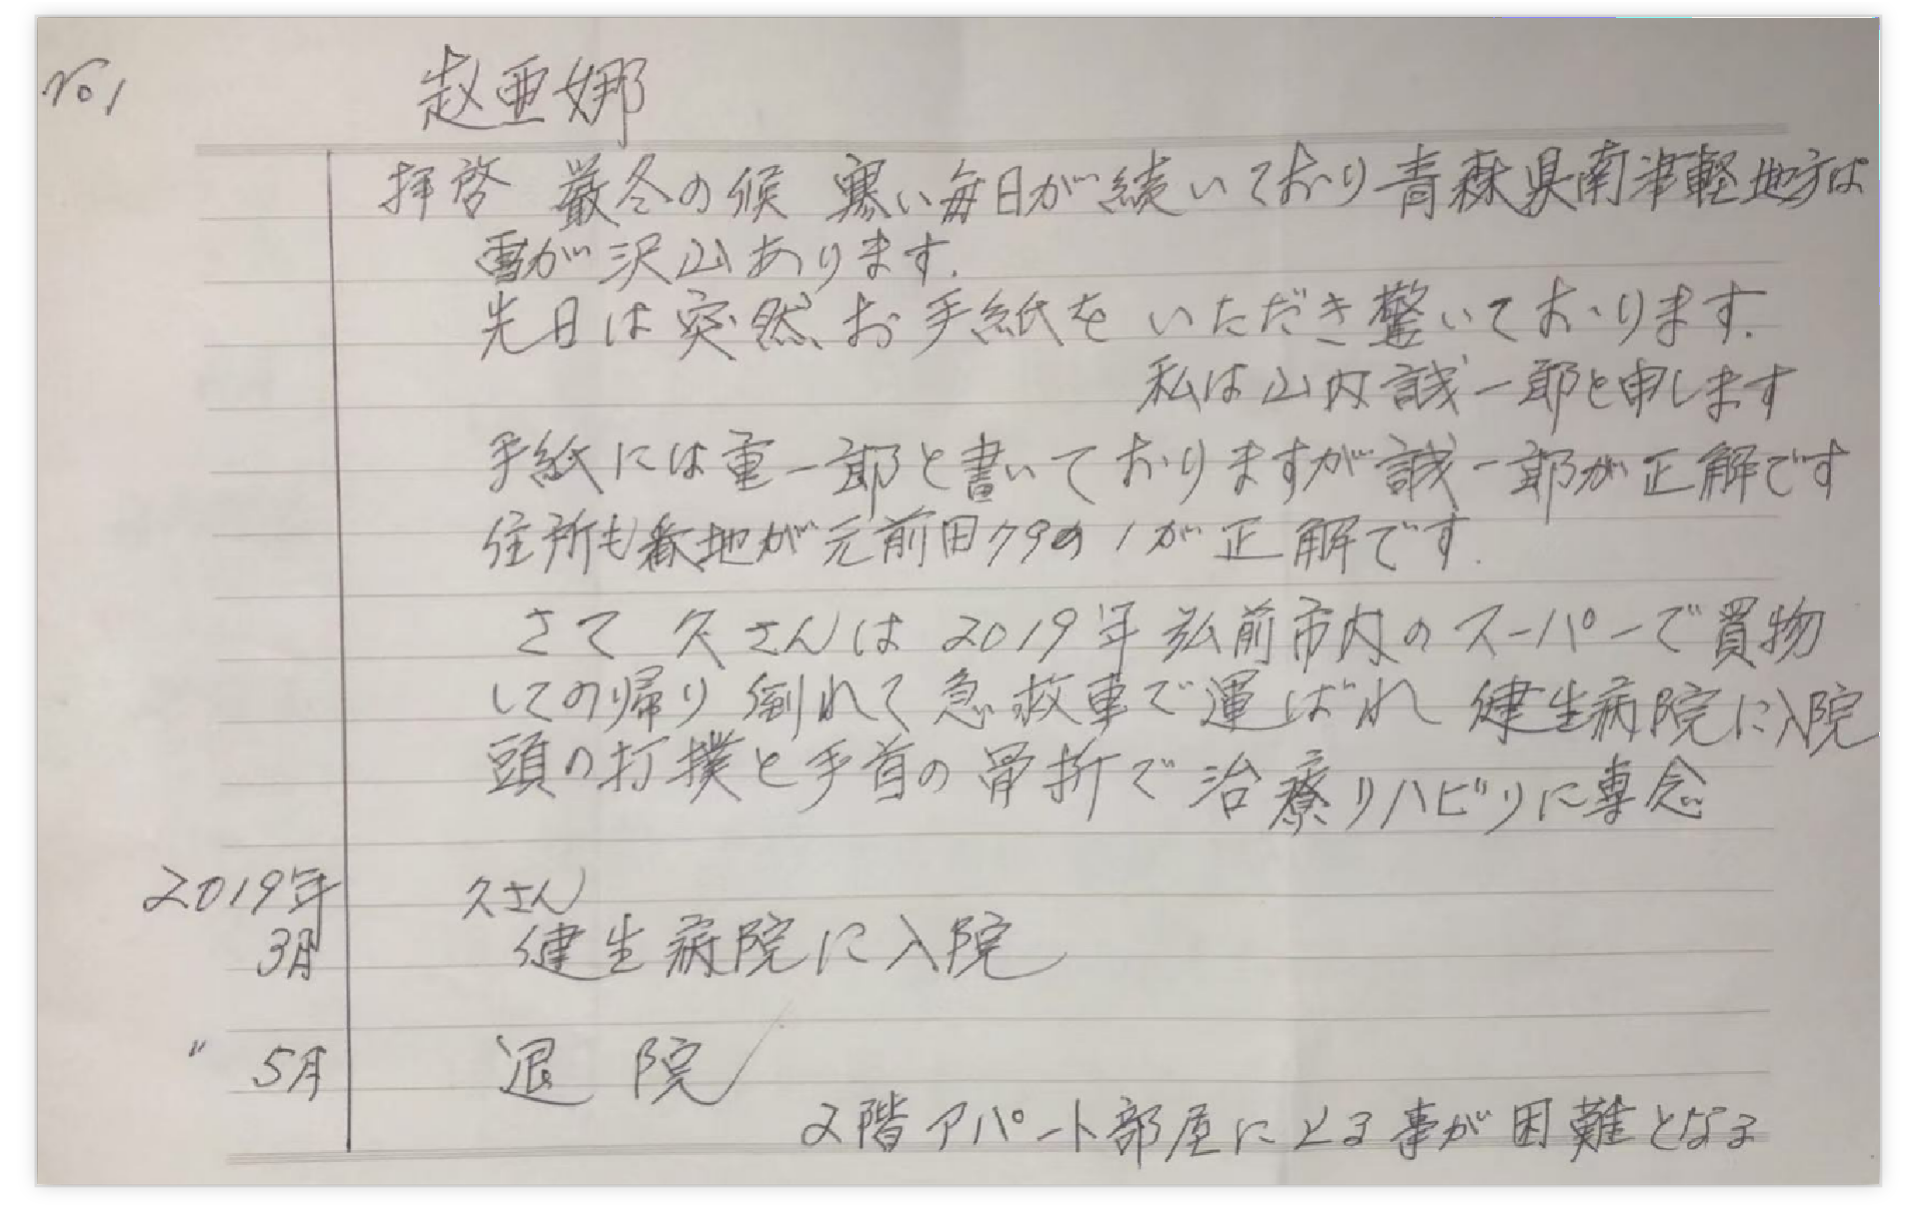 No1
赵亜娜
拝啓 厳冬の候 寒い毎日が続いており青森県南津軽地方は
雪が沢山あります.
先日は突然、お手紙を いただき驚いております.
私は山内誠一郎と申します
手紙には重一郎と書いておりますが誠一郎が正解です
住所も番地が元前田79の1が正解です.
さて 久さんは2019年 弘前市内のスーパーで買物
しての帰り 倒れて急救車で運ばれ 健生病院に入院
頭の打撲と手首の骨折で治療リハビリに専念
2019年 久さん
3月 健生病院に入院
〃 5月 退院
2階アパート部屋に上る事が困難となる